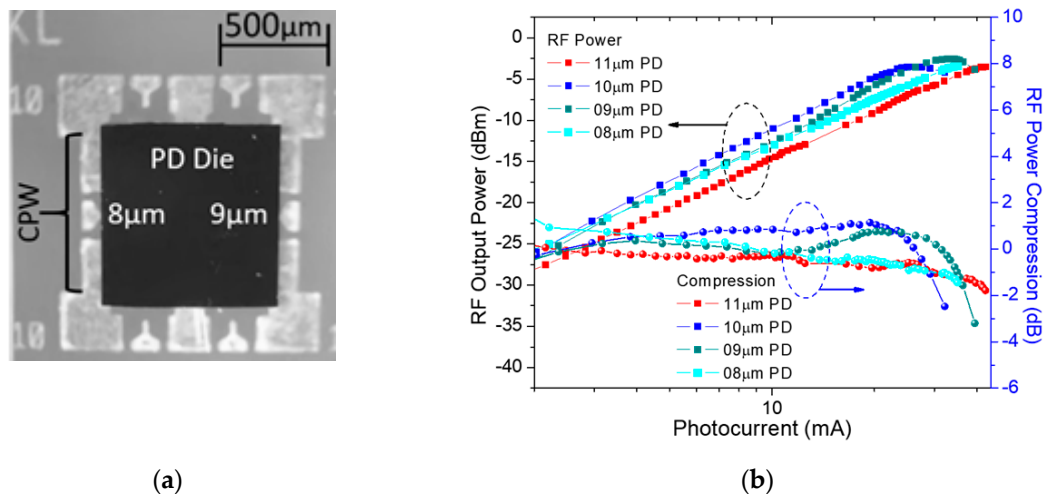 KL
500μm
10
PD Die
CPW
8μm
9μm
10
(a)
RF Output Power (dBm)
0
-5
-10
-15
-20
-25
-30
-35
-40
RF Power
11μm PD
10μm PD
09μm PD
08μm PD
Compression
11μm PD
10μm PD
09μm PD
08μm PD
10
Photocurrent (mA)
10
8
6
4
2
0
-2
-4
-6
RF Power Compression (dB)
(b)